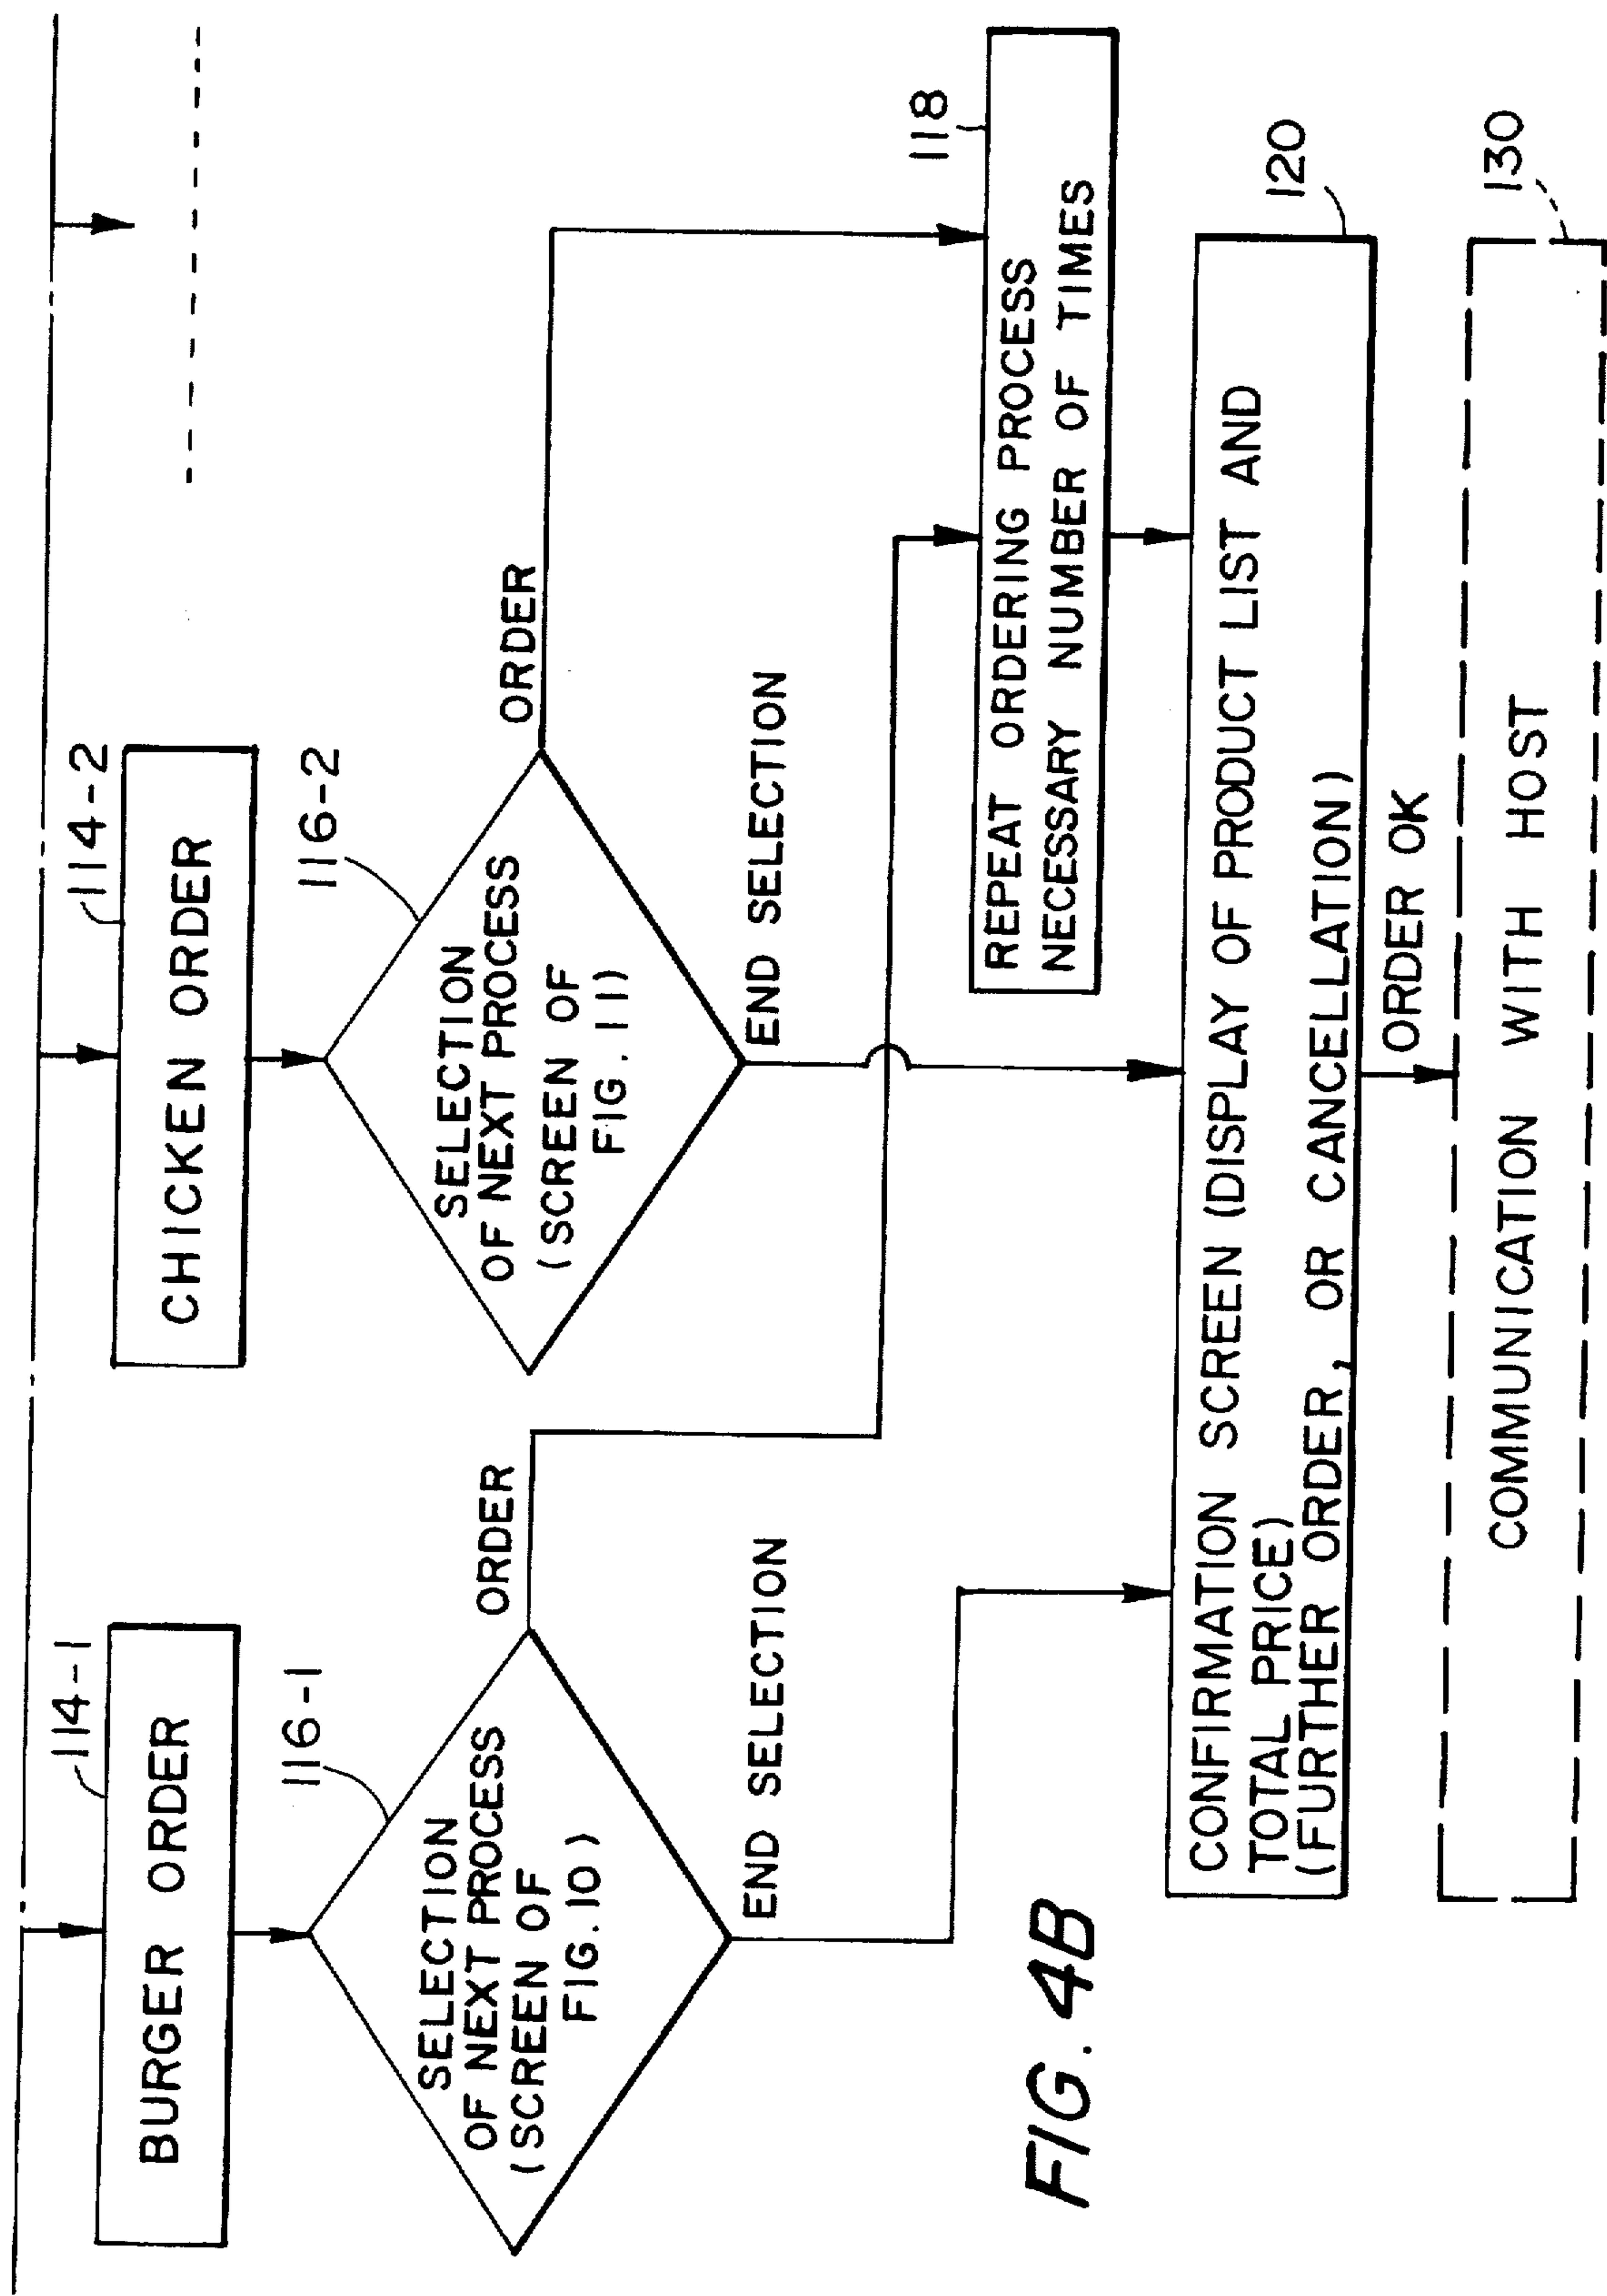 114-1
BURGER ORDER
114-2
CHICKEN ORDER
116-1
SELECTION
OF NEXT PROCESS
(SCREEN OF
FIG. 10)
ORDER
END SELECTION
116-2
SELECTION
OF NEXT PROCESS
(SCREEN OF
FIG. 11)
ORDER
END SELECTION
118
REPEAT ORDERING PROCESS
NECESSARY NUMBER OF TIMES
120
CONFIRMATION SCREEN (DISPLAY OF PRODUCT LIST AND
TOTAL PRICE)
(FURTHER ORDER, OR CANCELLATION)
ORDER OK
130
COMMUNICATION WITH HOST
FIG. 4B